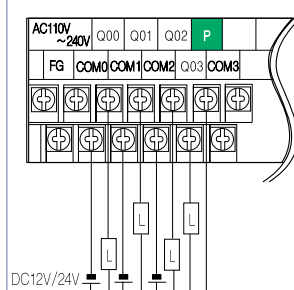 AC110V
~240V Q00 Q01 Q02 P
FG COM0 COM1 COM2 Q03 COM3
L L
L L
DC12V/24V